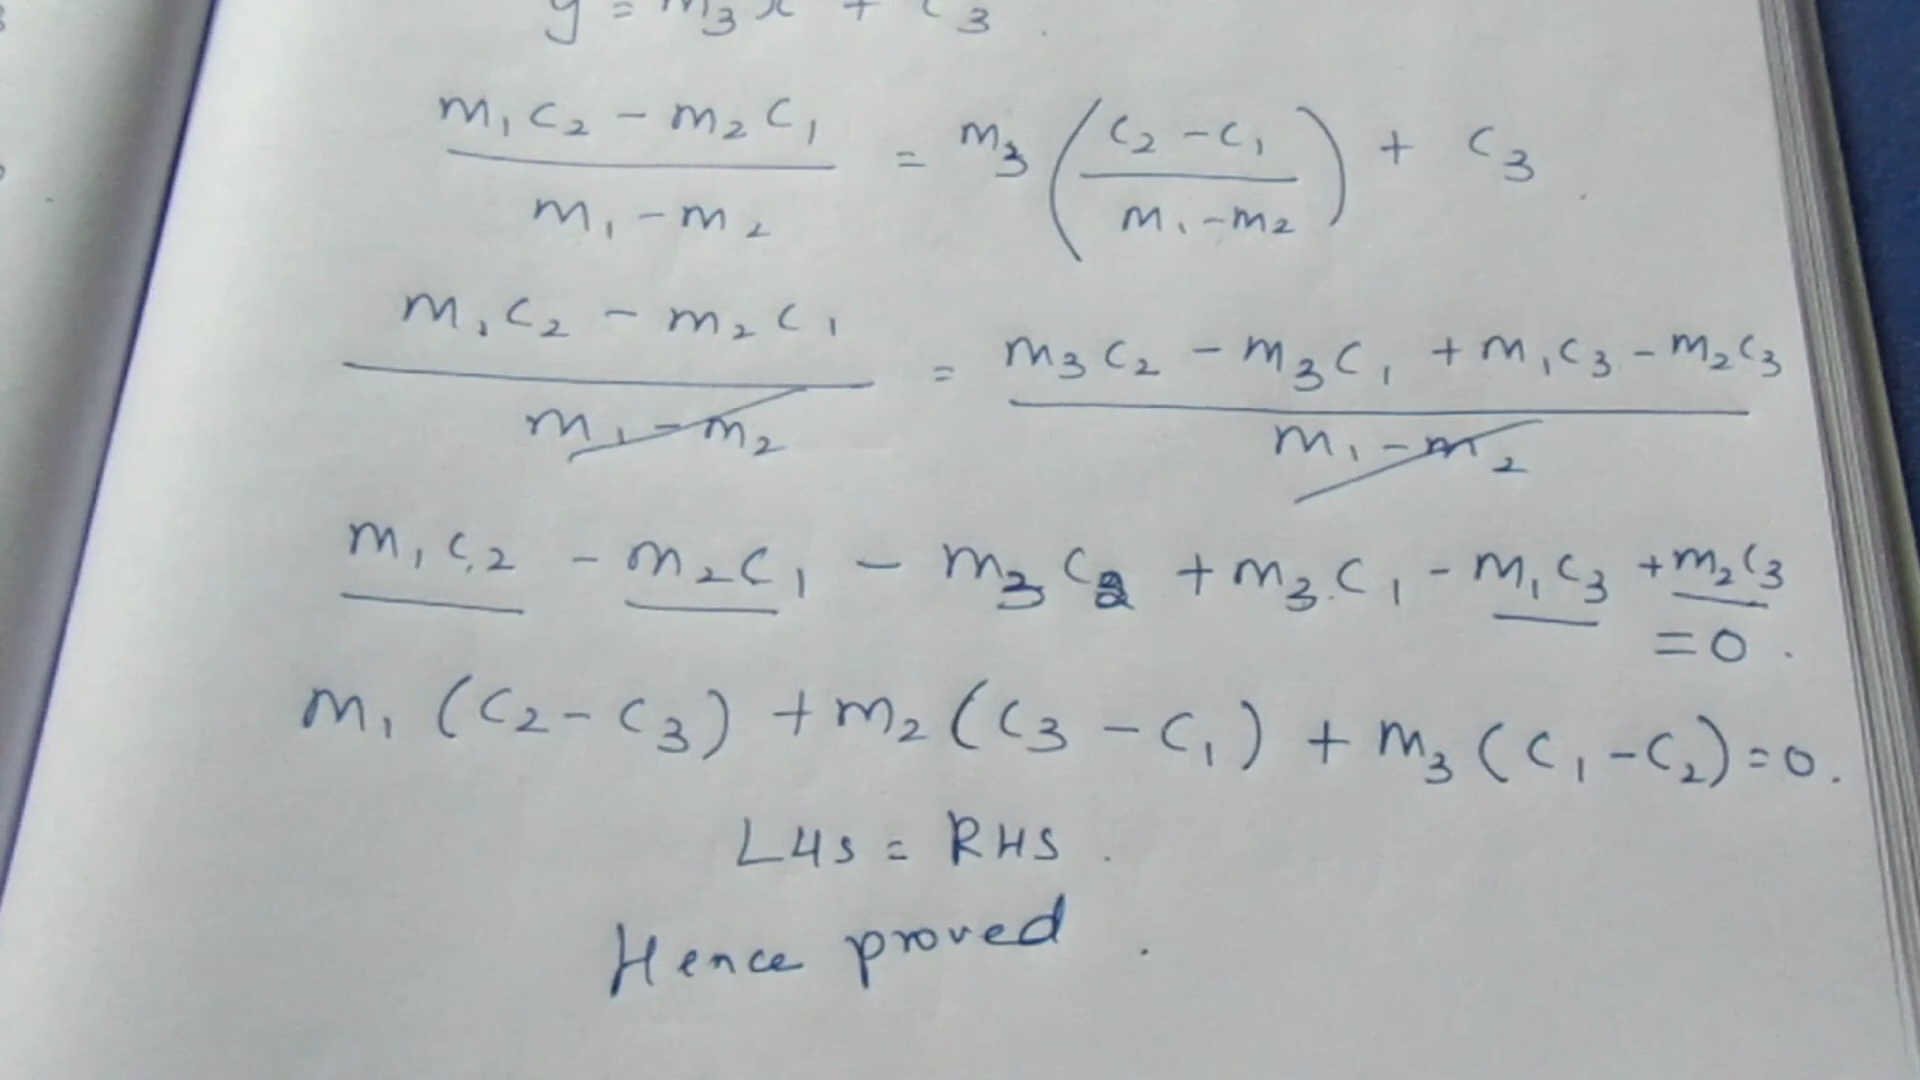 y = m₃x + c₃.
(m₁c₂ - m₂c₁)/(m₁ - m₂) = m₃((c₂ - c₁)/(m₁ - m₂)) + c₃.
(m₁c₂ - m₂c₁)/(m₁ - m₂) = (m₃c₂ - m₃c₁ + m₁c₃ - m₂c₃)/(m₁ - m₂)
m₁c₂ - m₂c₁ - m₃c₂ + m₃c₁ - m₁c₃ + m₂c₃
= 0.
m₁(c₂ - c₃) + m₂(c₃ - c₁) + m₃(c₁ - c₂) = 0.
LHS = RHS.
Hence proved.